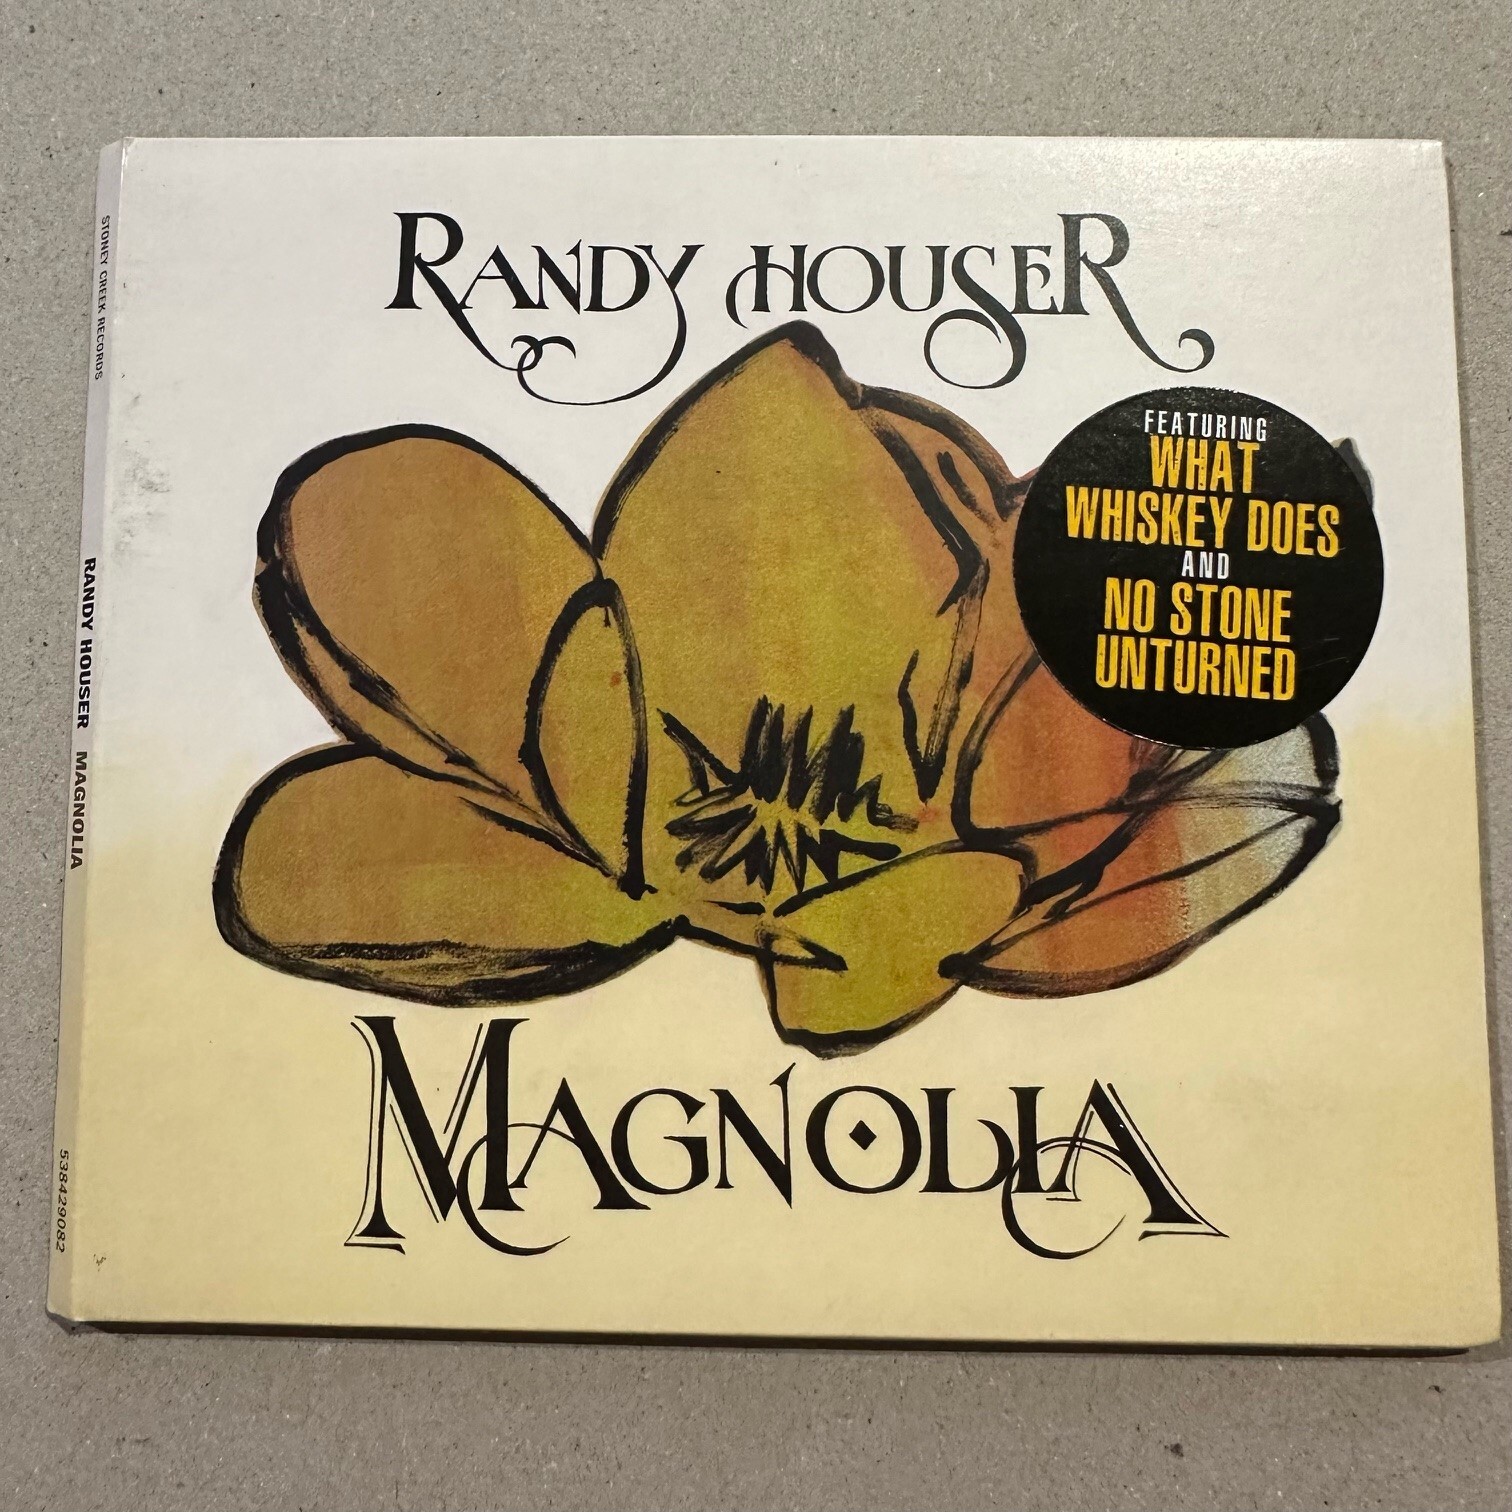 RANDY HOUSER
FEATURING
WHAT
WHISKEY DOES
AND
NO STONE
UNTURNED
MAGNOLIA
STONEY CREEK RECORDS
RANDY HOUSER MAGNOLIA
538429082